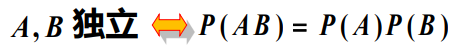 A, B 独立 ⇔ P(AB) = P(A)P(B)